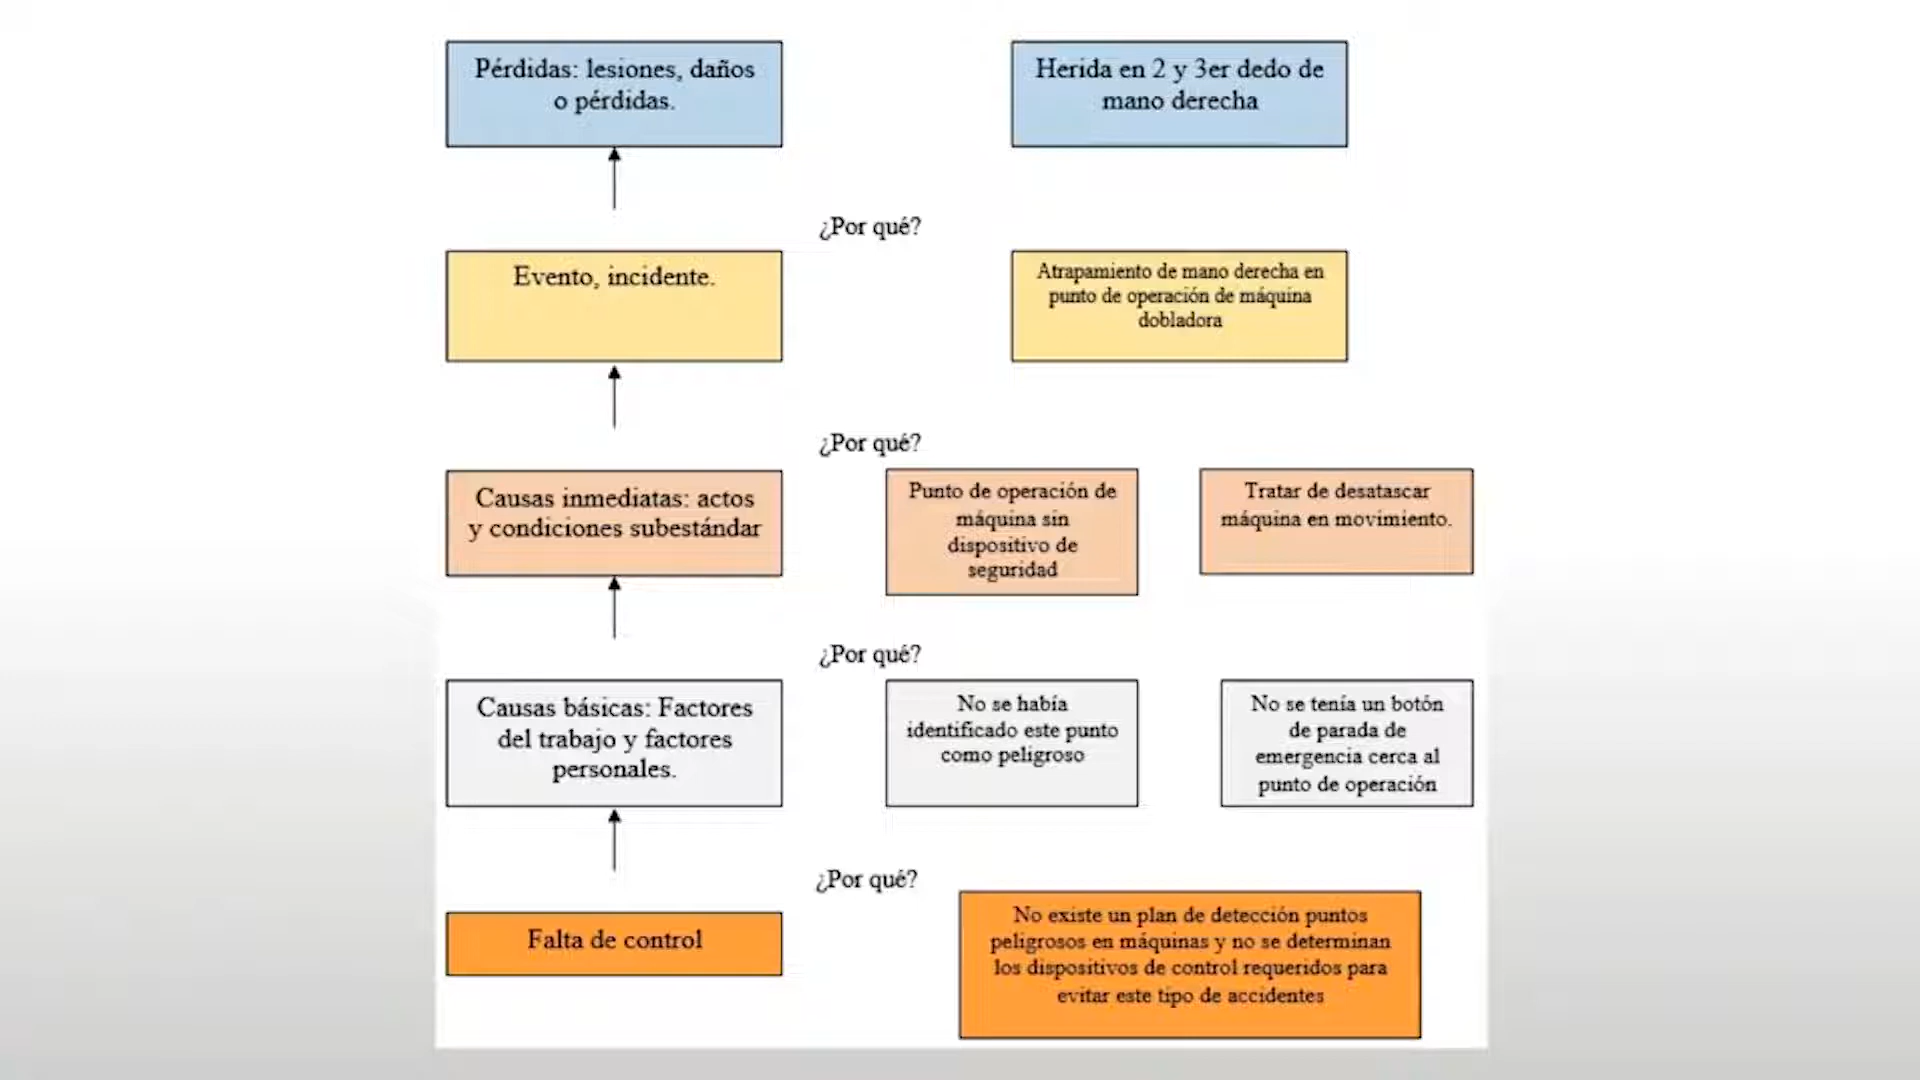 Pérdidas: lesiones, daños
o pérdidas.
Herida en 2 y 3er dedo de
mano derecha
¿Por qué?
Evento, incidente.
Atrapamiento de mano derecha en
punto de operación de máquina
dobladora
¿Por qué?
Causas inmediatas: actos
y condiciones subestándar
Punto de operación de
máquina sin
dispositivo de
seguridad
Tratar de desatascar
máquina en movimiento.
¿Por qué?
Causas básicas: Factores
del trabajo y factores
personales.
No se había
identificado este punto
como peligroso
No se tenía un botón
de parada de
emergencia cerca al
punto de operación
¿Por qué?
Falta de control
No existe un plan de detección puntos
peligrosos en máquinas y no se determinan
los dispositivos de control requeridos para
evitar este tipo de accidentes